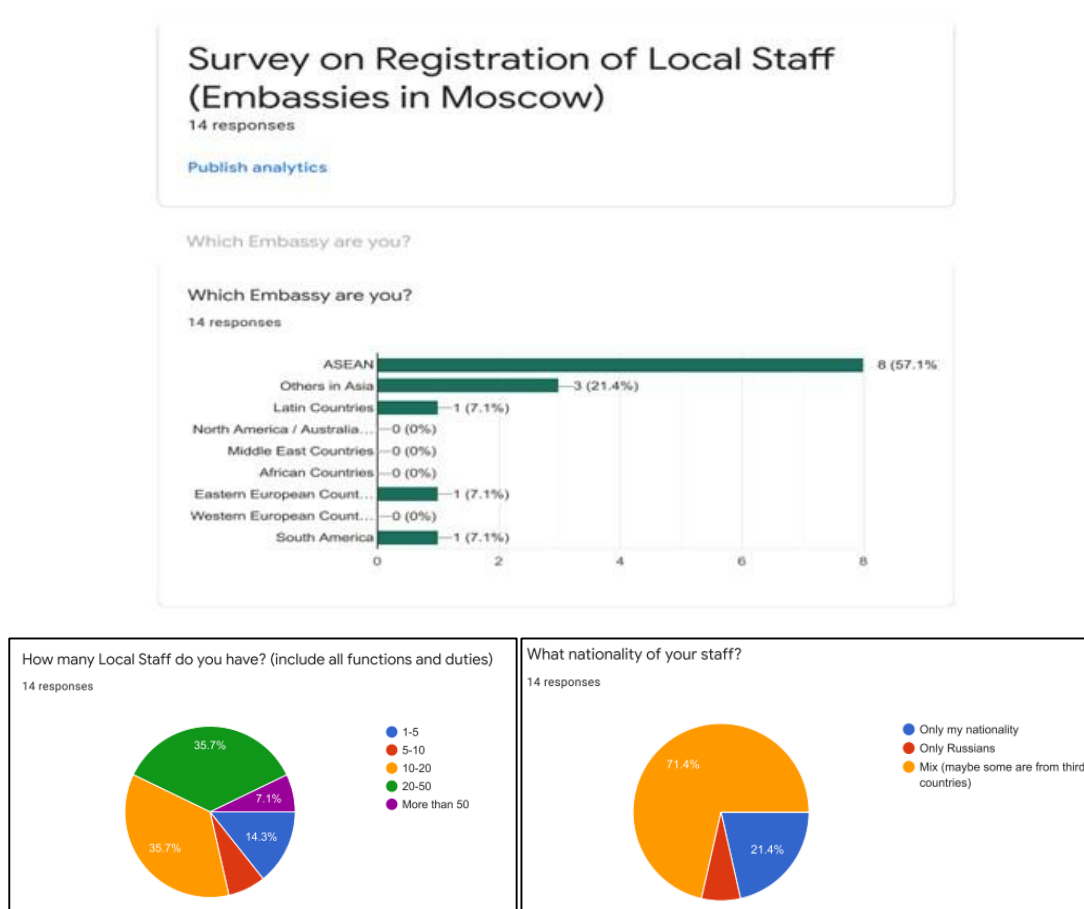 Survey on Registration of Local Staff
(Embassies in Moscow)
14 responses
Publish analytics
Which Embassy are you?
Which Embassy are you?
14 responses
ASEAN 8 (57.1%
Others in Asia 3 (21.4%)
Latin Countries 1 (7.1%)
North America / Australia... 0 (0%)
Middle East Countries 0 (0%)
African Countries 0 (0%)
Eastern European Count... 1 (7.1%)
Western European Count... 0 (0%)
South America 1 (7.1%)
0 2 4 6 8
How many Local Staff do you have? (include all functions and duties)
14 responses
35.7%
7.1%
14.3%
35.7%
1-5
5-10
10-20
20-50
More than 50
What nationality of your staff?
14 responses
71.4%
21.4%
Only my nationality
Only Russians
Mix (maybe some are from third
countries)